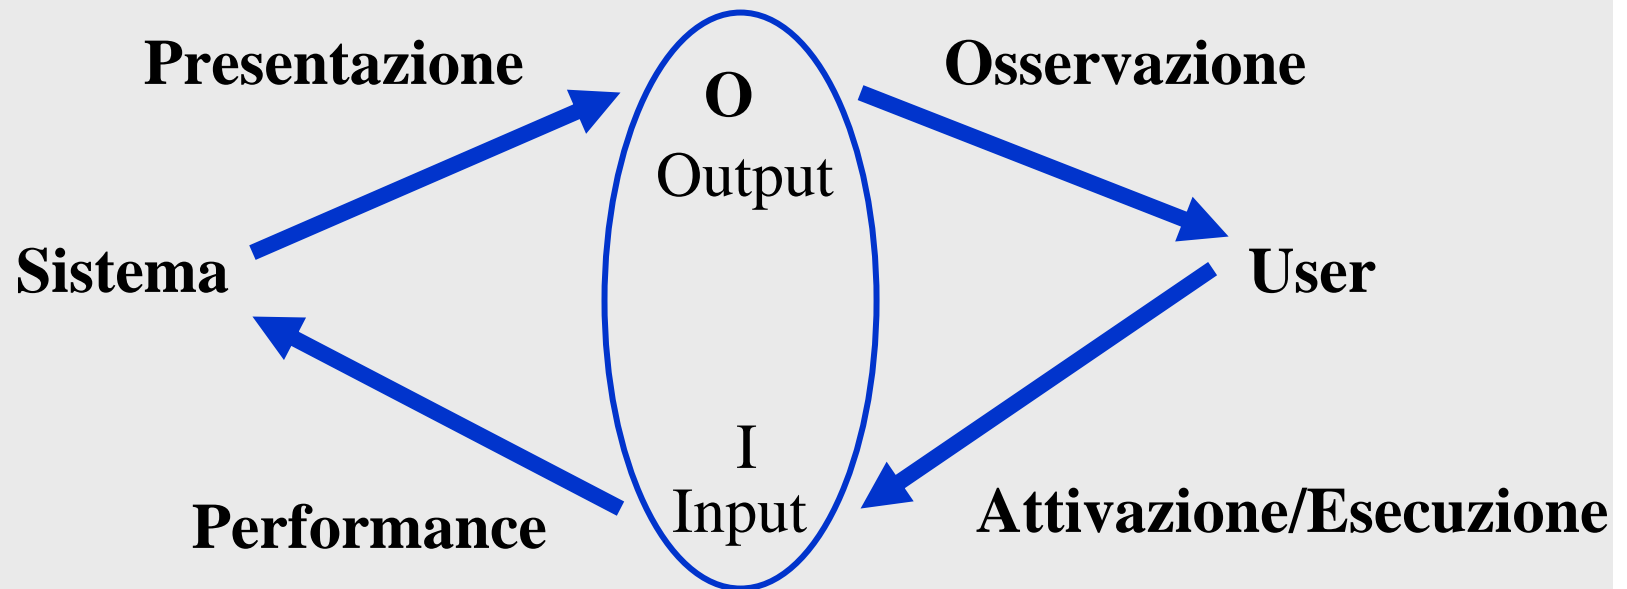 Presentazione
Osservazione
O
Output
Sistema
User
I
Input
Performance
Attivazione/Esecuzione